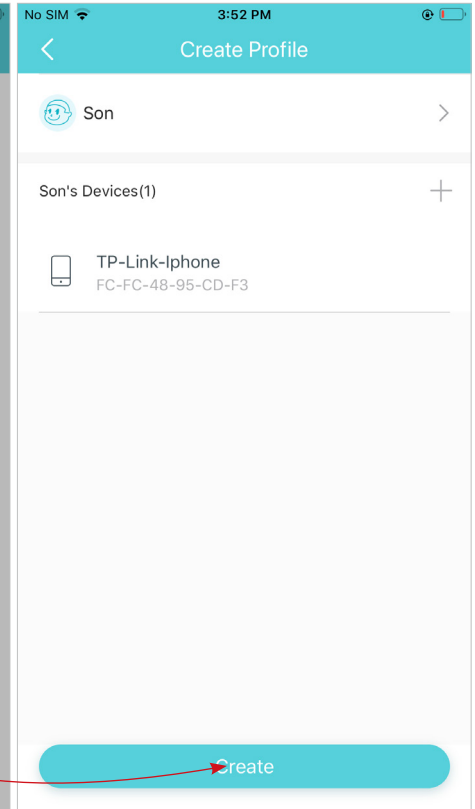 No SIM 3:52 PM
Create Profile
Son
Son's Devices(1)
TP-Link-Iphone
FC-FC-48-95-CD-F3
Create